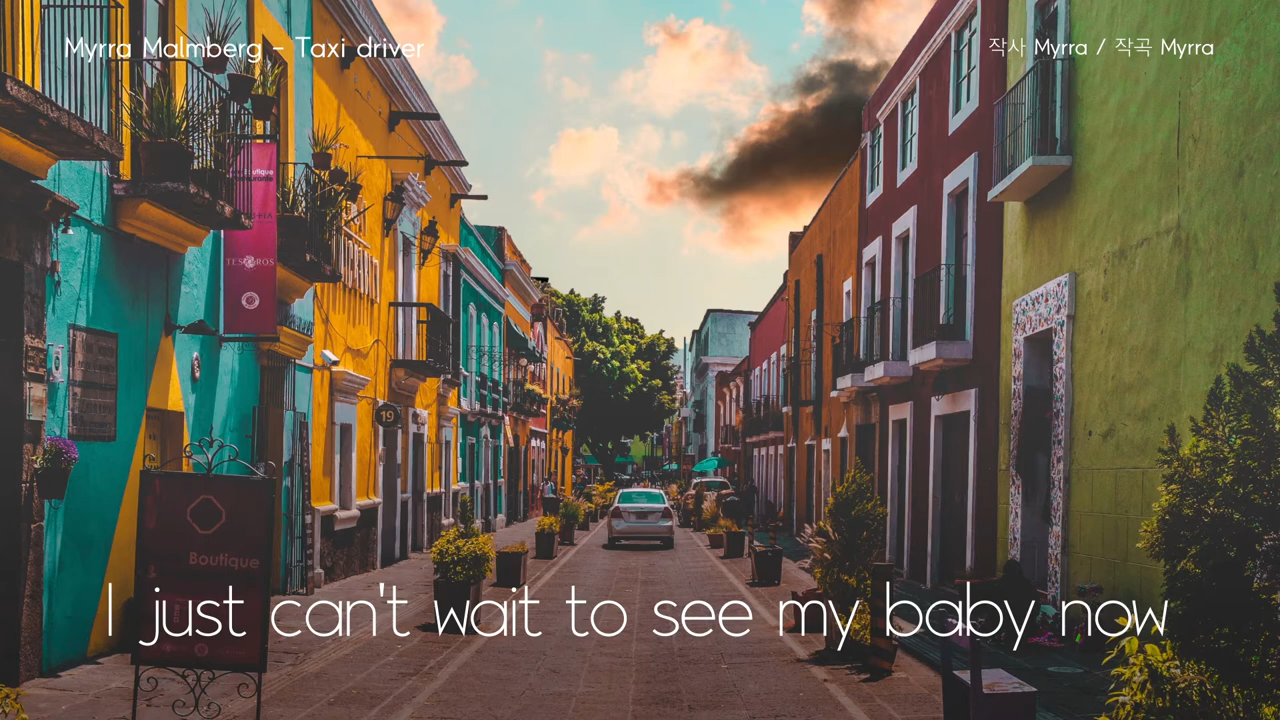 Myrra Malmberg - Taxi driver
작사 Myrra / 작곡 Myrra
TESOROS
19
Boutique
I just can't wait to see my baby now